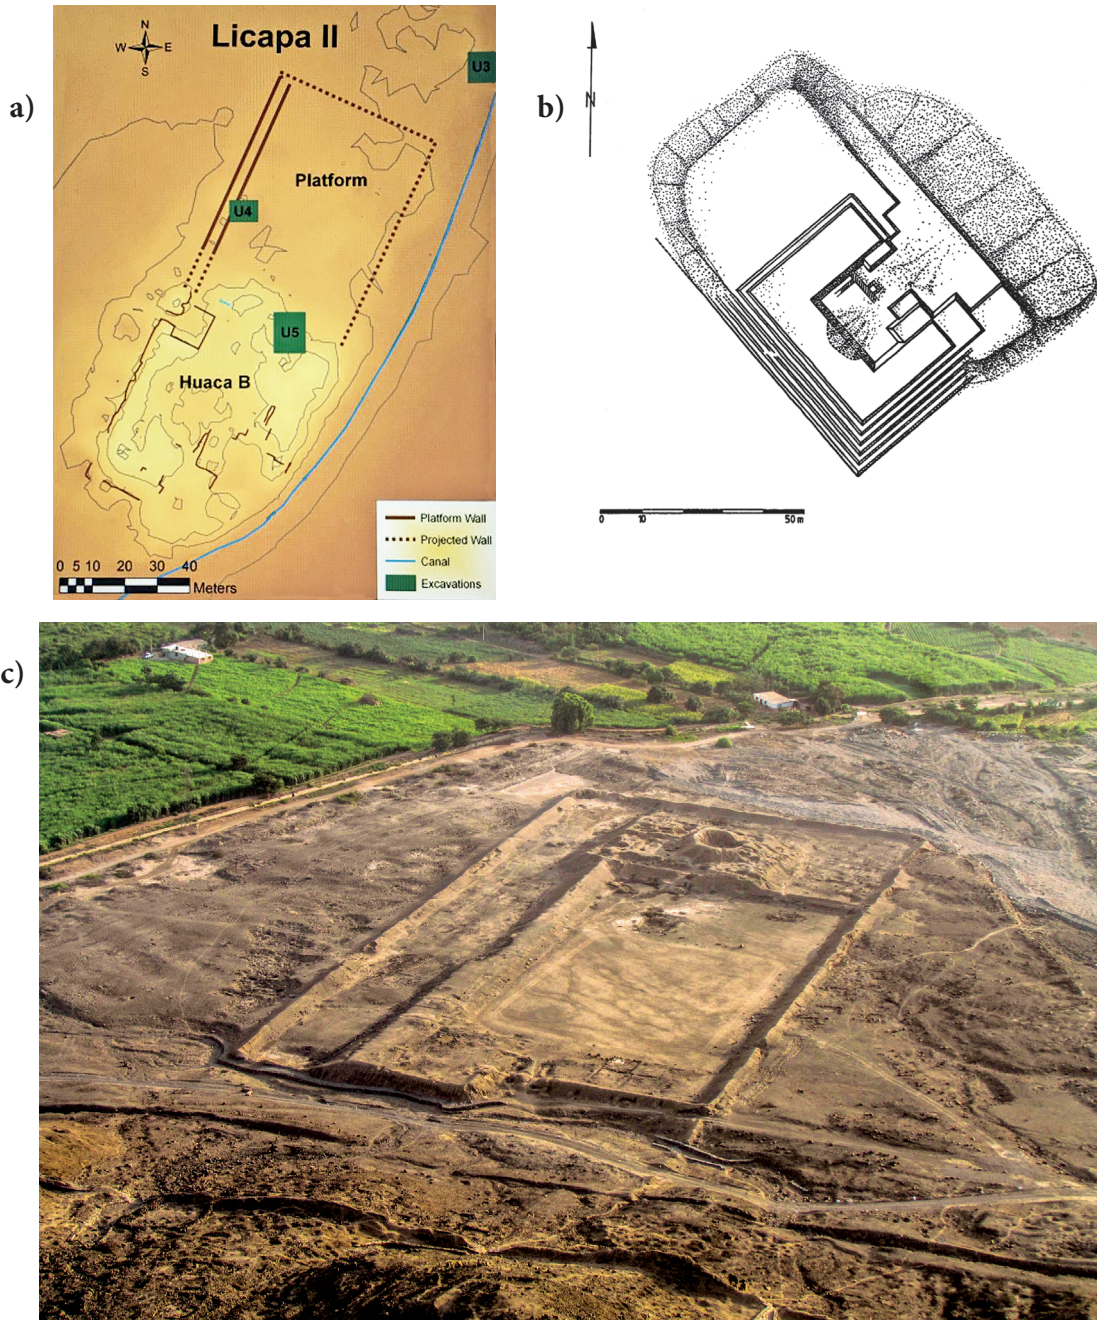 a)
N
W E
S
Licapa II
U3
Platform
U4
U5
Huaca B
Platform Wall
Projected Wall
Canal
Excavations
0 5 10 20 30 40
Meters
b)
N
0 10 50 m
c)